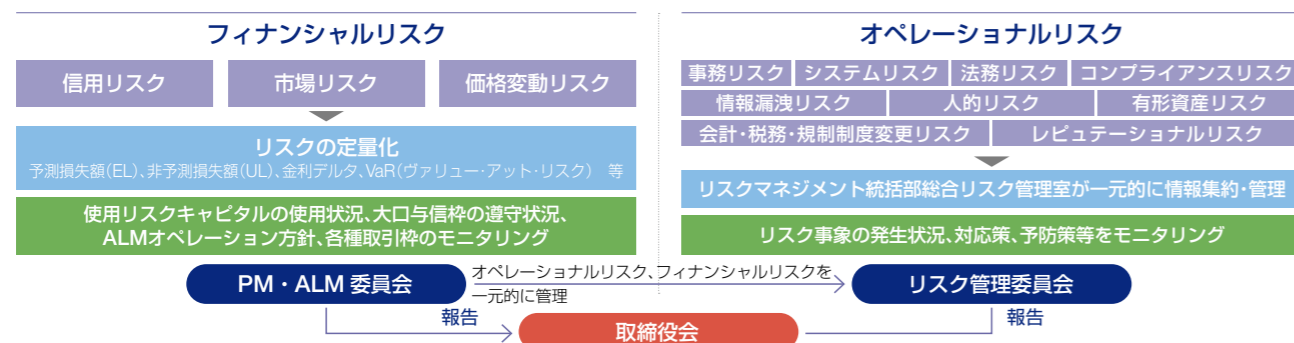 フィナンシャルリスク
信用リスク
市場リスク
価格変動リスク
リスクの定量化
予測損失額(EL)、非予測損失額(UL)、金利デルタ、VaR(ヴァリュー・アット・リスク) 等
使用リスクキャピタルの使用状況、大口与信枠の遵守状況、
ALMオペレーション方針、各種取引枠のモニタリング
オペレーショナルリスク
事務リスク
システムリスク
法務リスク
コンプライアンスリスク
情報漏洩リスク
人的リスク
有形資産リスク
会計・税務・規制制度変更リスク
レピュテーショナルリスク
リスクマネジメント統括部総合リスク管理室が一元的に情報集約・管理
リスク事象の発生状況、対応策、予防策等をモニタリング
PM・ALM 委員会
オペレーショナルリスク、フィナンシャルリスクを
一元的に管理
リスク管理委員会
報告
取締役会
報告